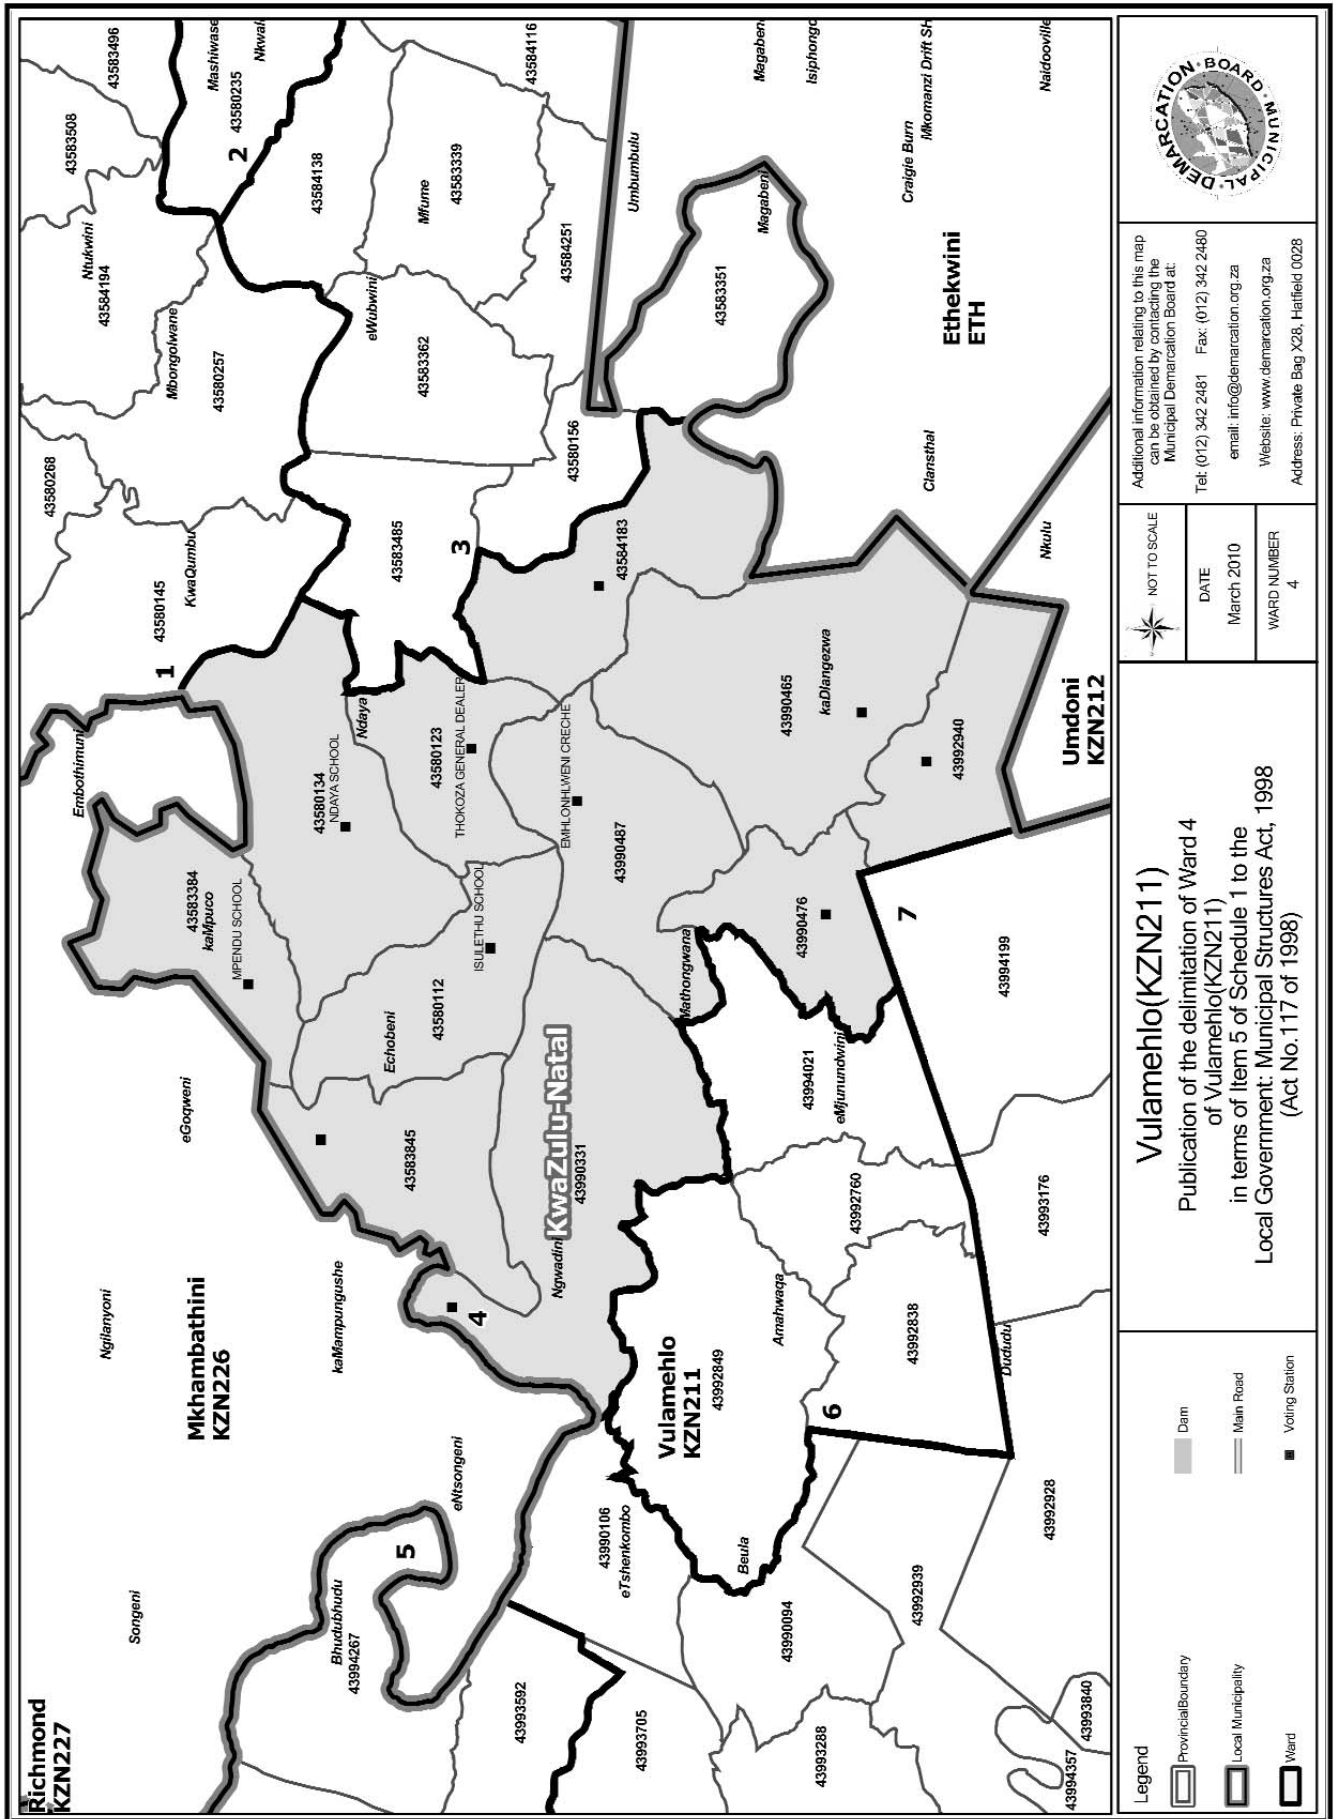 Richmond
KZN227
Songeni
Ngilanyoni
Mkhambathini
KZN226
eGoqweni
kaMampungushe
eNtsongeni
5
Bhudubhudu
43994267
43993592
43993705
43993288
43990094
43990106
eTshenkombo
Beula
43992939
43992928
43993840
43994357
Vulamehlo
KZN211
43992849
Amahwaqa
6
43992838
Dududu
43992760
43993176
43994021
eMjunundwini
43994199
7
4
Ngwadini
KwaZulu-Natal
43990331
43583845
Echobeni
43580112
ISULETHU SCHOOL
43583384
kaMpuco
MPENDU SCHOOL
Embothimuni
43580134
NDAYA SCHOOL
Ndaya
43580123
THOKOZA GENERAL DEALER
EMHLONHLWENI CRECHE
43990487
Mathongwana
43990476
43990465
kaDlangezwa
43992940
Umdoni
KZN212
Nkulu
43584183
1
43580145
KwaQumbu
43580268
43583485
3
43580156
43580257
Mbongolwane
43584194
Ntukwini
43583508
43583496
Mashiwase
43580235
Nkwal
2
43584138
Mfume
43583339
eWubwini
43583362
43584251
43584116
Umbumbulu
43583351
Magabeni
Magaben
Isiphongo
Craigie Burn
Mkomanzi Drift SH
Naidooville
Ethekwini
ETH
Clansthal
Legend
ProvincialBoundary
Local Municipality
Ward
Dam
Main Road
Voting Station
Vulamehlo(KZN211)
Publication of the delimitation of Ward 4
of Vulamehlo(KZN211)
in terms of Item 5 of Schedule 1 to the
Local Government: Municipal Structures Act, 1998
(Act No.117 of 1998)
NOT TO SCALE
DATE
March 2010
WARD NUMBER
4
Additional information relating to this map
can be obtained by contacting the
Municipal Demarcation Board at:
Tel: (012) 342 2481 Fax: (012) 342 2480
email: info@demarcation.org.za
Website: www.demarcation.org.za
Address: Private Bag X28, Hatfield 0028
MUNICIPAL DEMARCATION BOARD